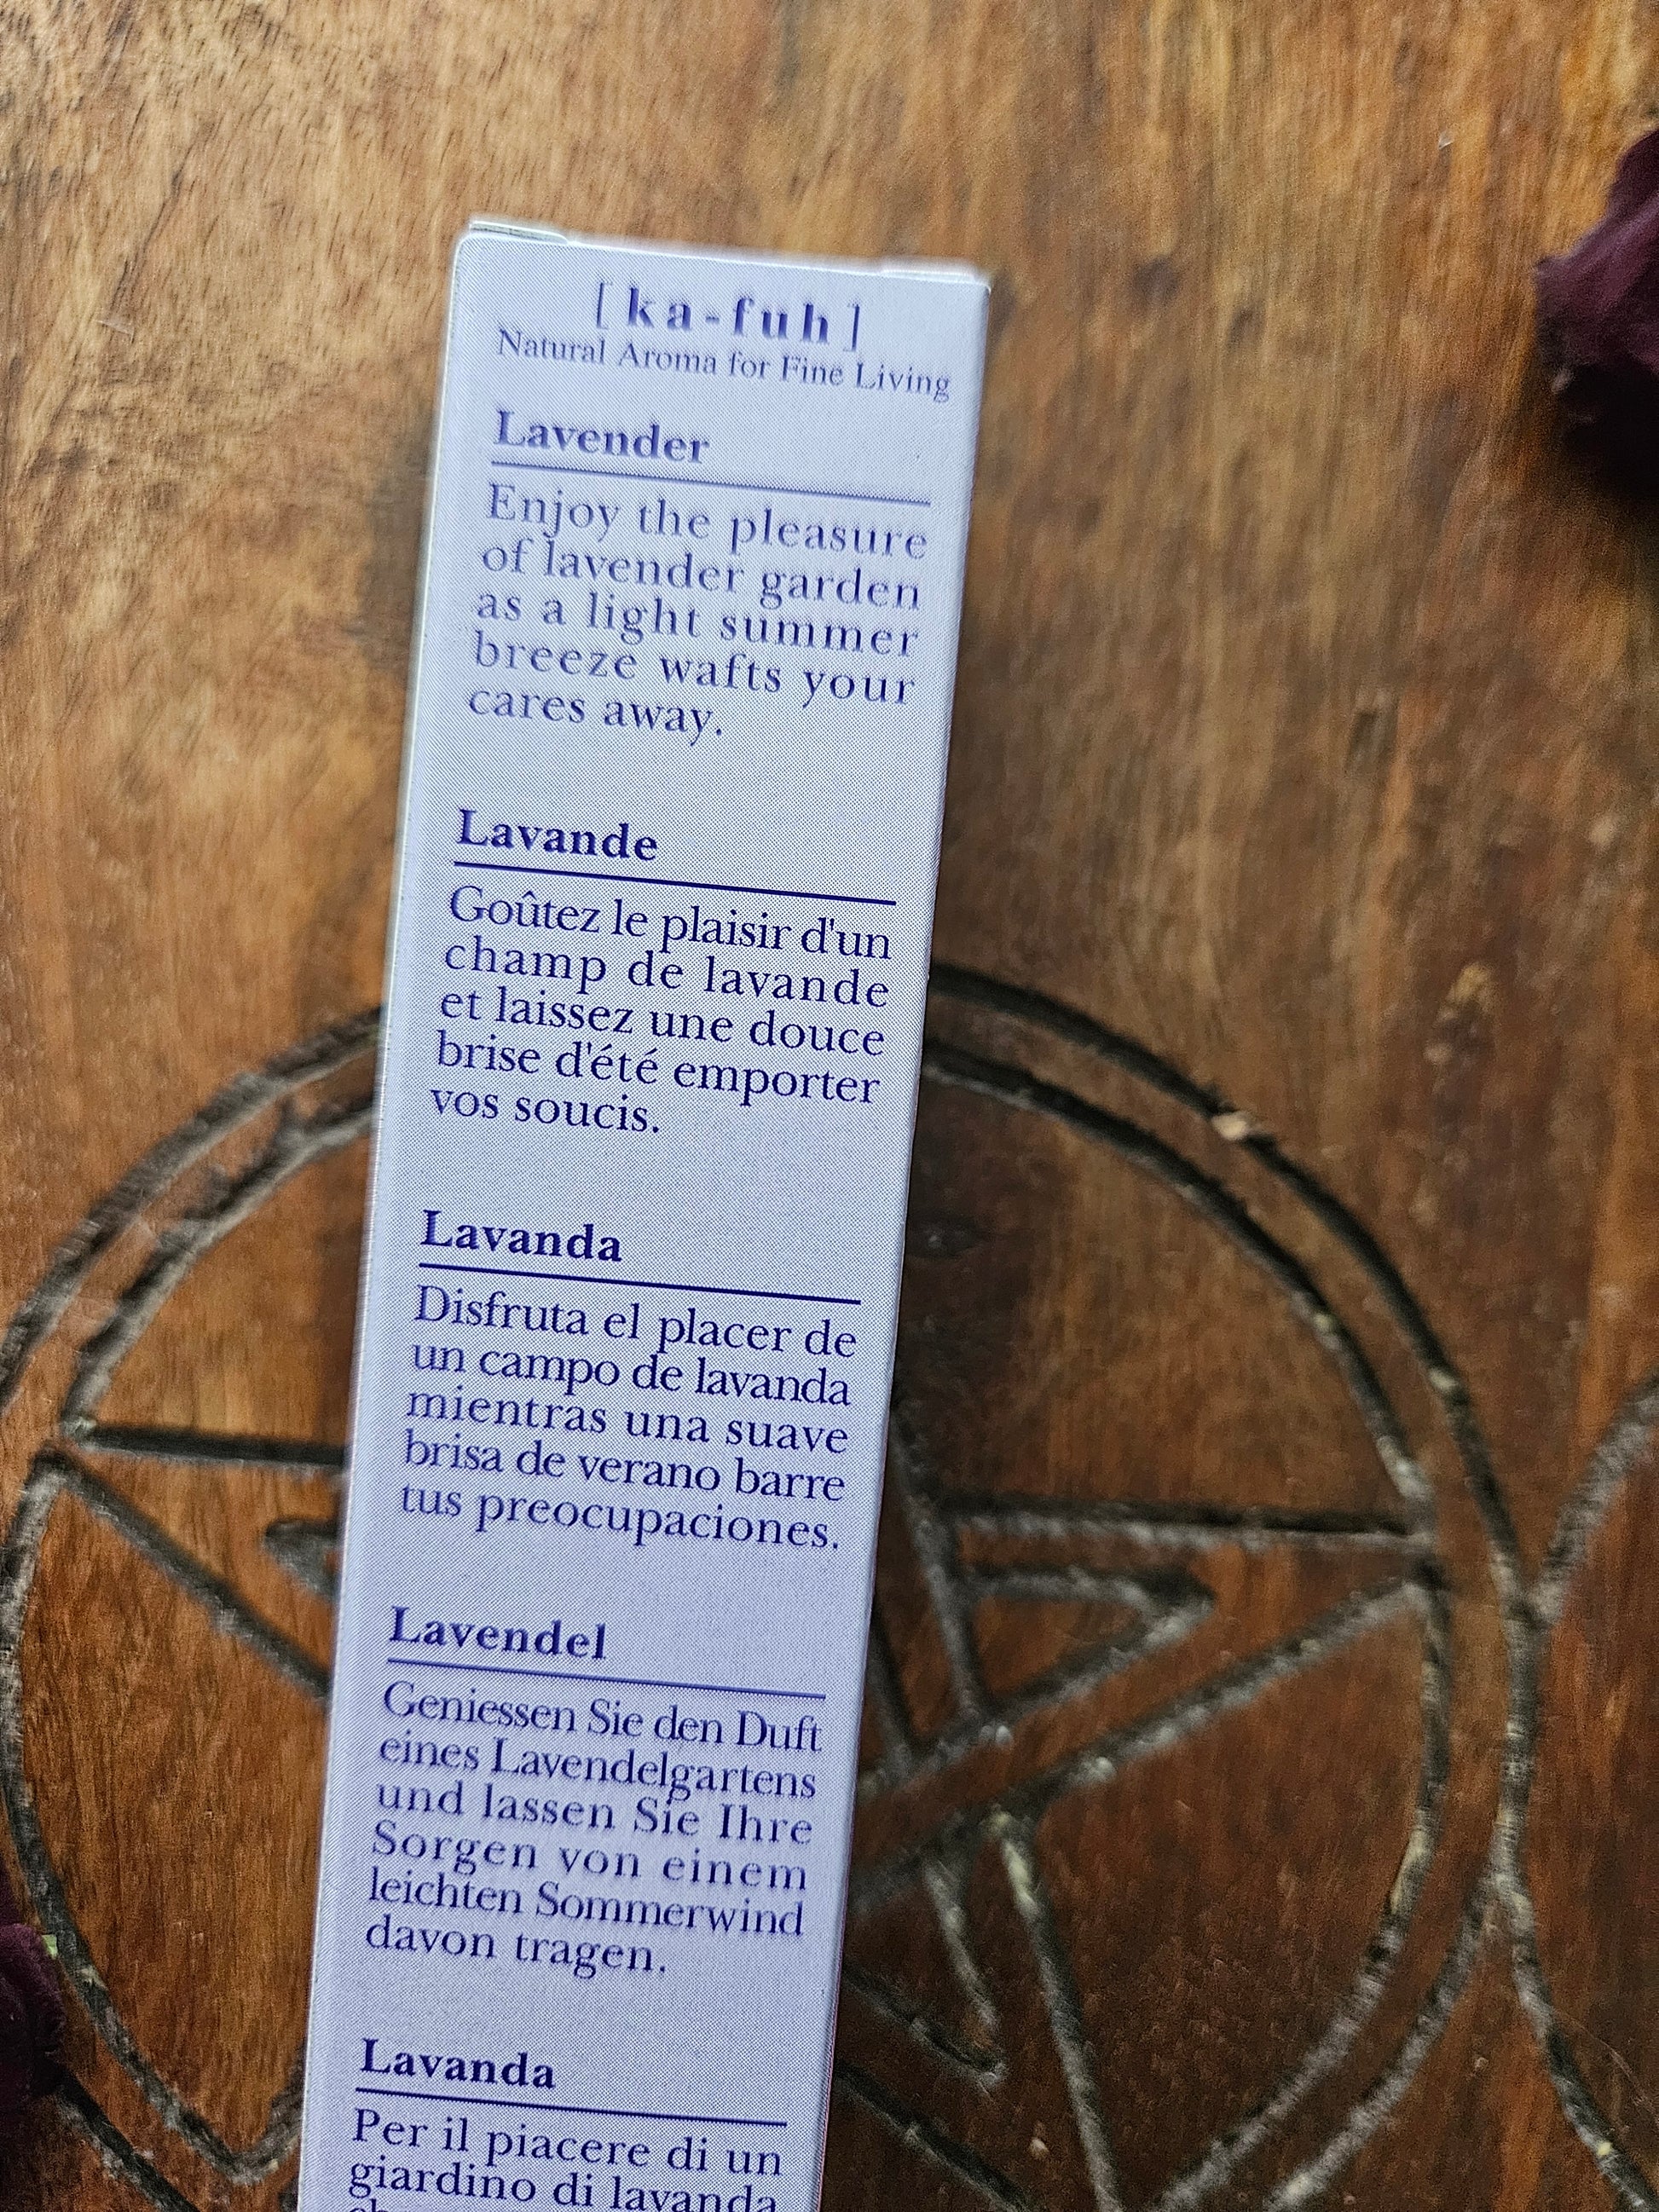 [ka-fuh]
Natural Aroma for Fine Living
Lavender
Enjoy the pleasure
of lavender garden
as a light summer
breeze wafts your
cares away.
Lavande
Goûtez le plaisir d'un
champ de lavande
et laissez une douce
brise d'été emporter
vos soucis.
Lavanda
Disfruta el placer de
un campo de lavanda
mientras una suave
brisa de verano barre
tus preocupaciones.
Lavendel
Geniessen Sie den Duft
eines Lavendelgartens
und lassen Sie Ihre
Sorgen von einem
leichten Sommerwind
davon tragen.
Lavanda
Per il piacere di un
giardino di lavanda